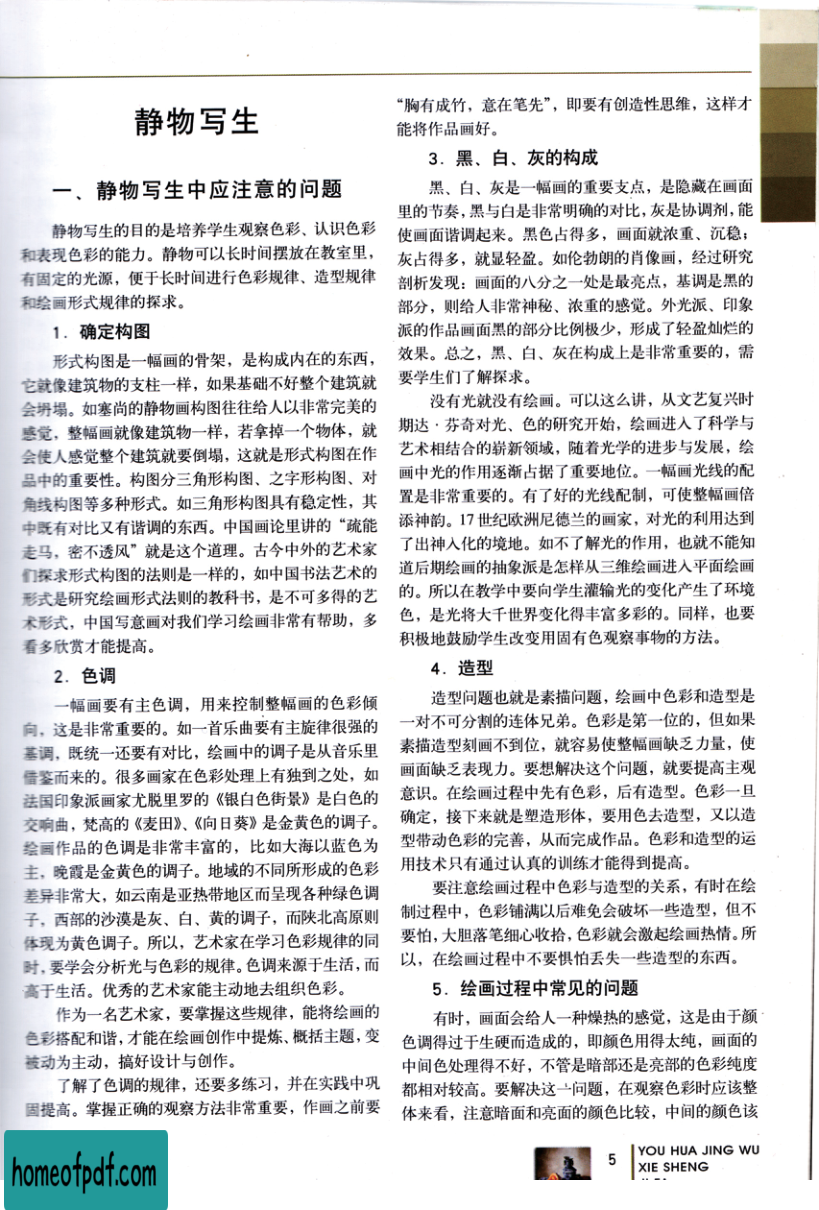 静物写生
一、静物写生中应注意的问题
静物写生的目的是培养学生观察色彩、认识色彩
和表现色彩的能力。静物可以长时间摆放在教室里，
有固定的光源，便于长时间进行色彩规律、造型规律
和绘画形式规律的探求。
1．确定构图
形式构图是一幅画的骨架，是构成内在的东西，
它就像建筑物的支柱一样，如果基础不好整个建筑就
会坍塌。如塞尚的静物画构图往往给人以非常完美的
感觉，整幅画就像建筑物一样，若拿掉一个物体，就
会使人感觉整个建筑就要倒塌，这就是形式构图在作
品中的重要性。构图分三角形构图、之字形构图、对
角线构图等多种形式。如三角形构图具有稳定性，其
中既有对比又有谐调的东西。中国画论里讲的“疏能
走马，密不透风”就是这个道理。古今中外的艺术家
们探求形式构图的法则是一样的，如中国书法艺术的
形式是研究绘画形式法则的教科书，是不可多得的艺
术形式，中国写意画对我们学习绘画非常有帮助，多
看多欣赏才能提高。
2．色调
一幅画要有主色调，用来控制整幅画的色彩倾
向，这是非常重要的。如一首乐曲要有主旋律很强的
基调，既统一还要有对比，绘画中的调子是从音乐里
借鉴而来的。很多画家在色彩处理上有独到之处，如
法国印象派画家尤脱里罗的《银白色街景》是白色的
交响曲，梵高的《麦田》、《向日葵》是金黄色的调子。
绘画作品的色调是非常丰富的，比如大海以蓝色为
主，晚霞是金黄色的调子。地域的不同所形成的色彩
差异非常大，如云南是亚热带地区而呈现各种绿色调
子，西部的沙漠是灰、白、黄的调子，而陕北高原则
体现为黄色调子。所以，艺术家在学习色彩规律的同
时，要学会分析光与色彩的规律。色调来源于生活，而
高于生活。优秀的艺术家能主动地去组织色彩。
作为一名艺术家，要掌握这些规律，能将绘画的
色彩搭配和谐，才能在绘画创作中提炼、概括主题，变
被动为主动，搞好设计与创作。
了解了色调的规律，还要多练习，并在实践中巩
固提高。掌握正确的观察方法非常重要，作画之前要
“胸有成竹，意在笔先”，即要有创造性思维，这样才
能将作品画好。
3．黑、白、灰的构成
黑、白、灰是一幅画的重要支点，是隐藏在画面
里的节奏，黑与白是非常明确的对比，灰是协调剂，能
使画面谐调起来。黑色占得多，画面就浓重、沉稳；
灰占得多，就显轻盈。如伦勃朗的肖像画，经过研究
剖析发现：画面的八分之一处是最亮点，基调是黑的
部分，则给人非常神秘、浓重的感觉。外光派、印象
派的作品画面黑的部分比例极少，形成了轻盈灿烂的
效果。总之，黑、白、灰在构成上是非常重要的，需
要学生们了解探求。
没有光就没有绘画。可以这么讲，从文艺复兴时
期达·芬奇对光、色的研究开始，绘画进入了科学与
艺术相结合的崭新领域，随着光学的进步与发展，绘
画中光的作用逐渐占据了重要地位。一幅画光线的配
置是非常重要的。有了好的光线配制，可使整幅画倍
添神韵。17世纪欧洲尼德兰的画家，对光的利用达到
了出神入化的境地。如不了解光的作用，也就不能知
道后期绘画的抽象派是怎样从三维绘画进入平面绘画
的。所以在教学中要向学生灌输光的变化产生了环境
色，是光将大千世界变化得丰富多彩的。同样，也要
积极地鼓励学生改变用固有色观察事物的方法。
4．造型
造型问题也就是素描问题，绘画中色彩和造型是
一对不可分割的连体兄弟。色彩是第一位的，但如果
素描造型刻画不到位，就容易使整幅画缺乏力量，使
画面缺乏表现力。要想解决这个问题，就要提高主观
意识。在绘画过程中先有色彩，后有造型。色彩一旦
确定，接下来就是塑造形体，要用色去造型，又以造
型带动色彩的完善，从而完成作品。色彩和造型的运
用技术只有通过认真的训练才能得到提高。
要注意绘画过程中色彩与造型的关系，有时在绘
制过程中，色彩铺满以后难免会破坏一些造型，但不
要怕，大胆落笔细心收拾，色彩就会激起绘画热情。所
以，在绘画过程中不要惧怕丢失一些造型的东西。
5．绘画过程中常见的问题
有时，画面会给人一种燥热的感觉，这是由于颜
色调得过于生硬而造成的，即颜色用得太纯，画面的
中间色处理得不好，不管是暗部还是亮部的色彩纯度
都相对较高。要解决这一问题，在观察色彩时应该整
体来看，注意暗面和亮面的颜色比较，中间的颜色该
5
YOU HUA JING WU
XIE SHENG
homeofpdf.com